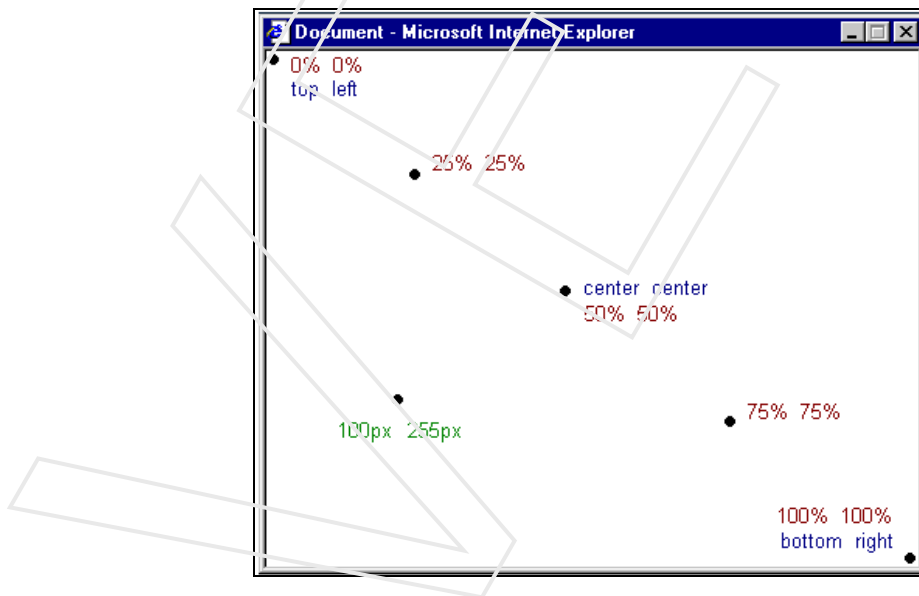 Document - Microsoft Internet Explorer
0% 0%
top left
25% 25%
center center
50% 50%
100px 255px
75% 75%
100% 100%
bottom right